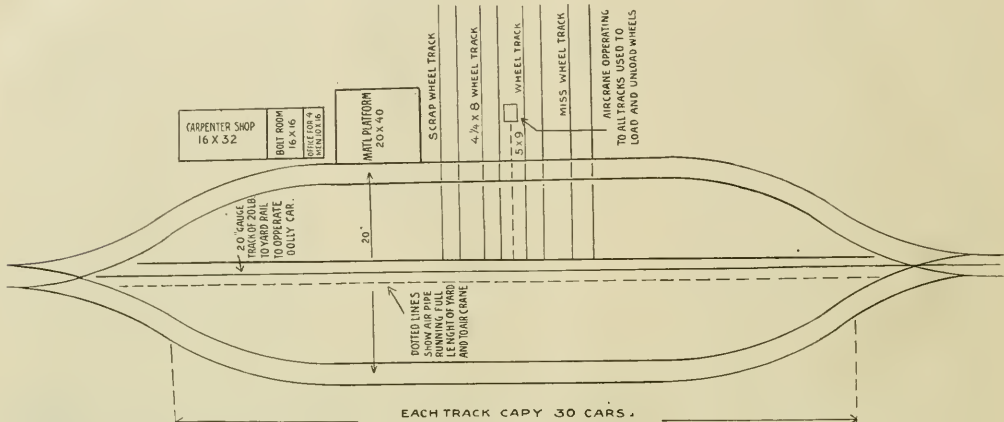 CARPENTER SHOP
16 X 32
BOLT ROOM
16 X 16
OFFICE FOR 4
MEN 10 X 16
MAT'L PLATFORM
20 X 40
SCRAP WHEEL TRACK
4 1/4 X 8 WHEEL TRACK
5 X 9 WHEEL TRACK
MISS WHEEL TRACK
AIR CRANE OPPERATING
TO ALL TRACKS USED TO
LOAD AND UNLOAD WHEELS
20" GAUGE
TRACK OF 20 LB.
TO YARD RAIL
TO OPPERATE
DOLLY CAR.
20"
DOTTED LINES
SHOW AIR PIPE
RUNNING FULL
LENGHT OF YARD
AND TO AIR CRANE
EACH TRACK CAPY 30 CARS.